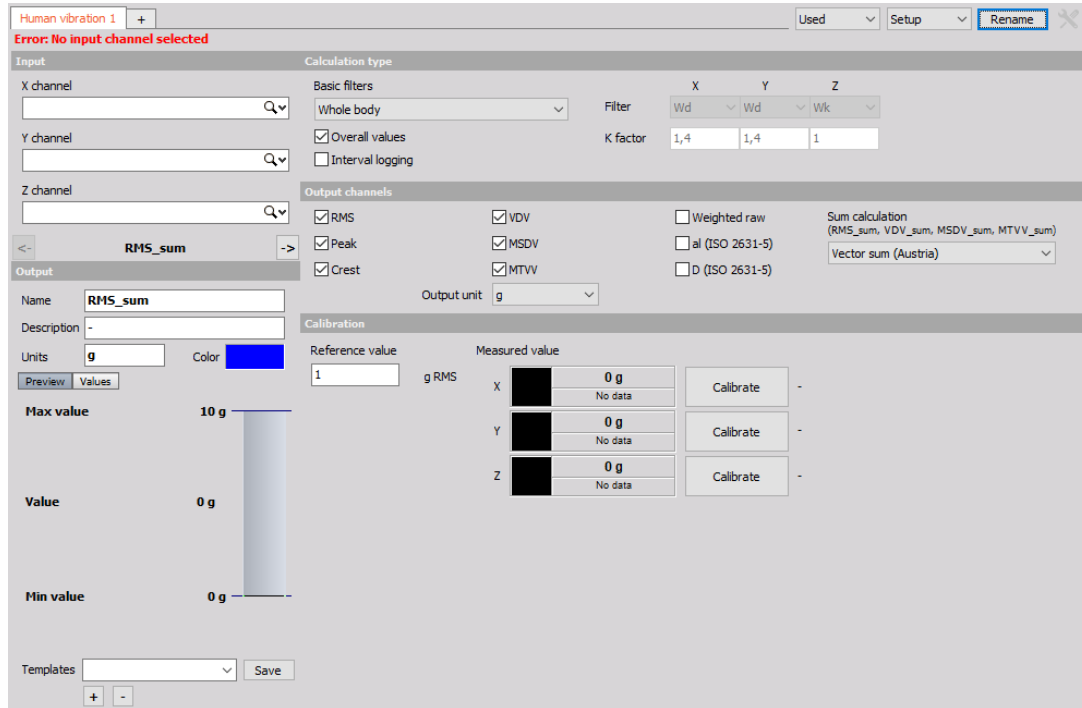 Human vibration 1 +
Used Setup Rename
Error: No input channel selected
Input
X channel
Y channel
Z channel
<- RMS_sum ->
Output
Name RMS_sum
Description -
Units g Color
Preview Values
Max value 10 g
Value 0 g
Min value 0 g
Templates Save
+ -
Calculation type
Basic filters
Whole body
Overall values
Interval logging
X Y Z
Filter Wd Wd Wk
K factor 1,4 1,4 1
Output channels
RMS VDV Weighted raw
Peak MSDV al (ISO 2631-5)
Crest MTVV D (ISO 2631-5)
Output unit g
Sum calculation
(RMS_sum, VDV_sum, MSDV_sum, MTVV_sum)
Vector sum (Austria)
Calibration
Reference value Measured value
1 g RMS
X 0 g Calibrate -
No data
Y 0 g Calibrate -
No data
Z 0 g Calibrate -
No data